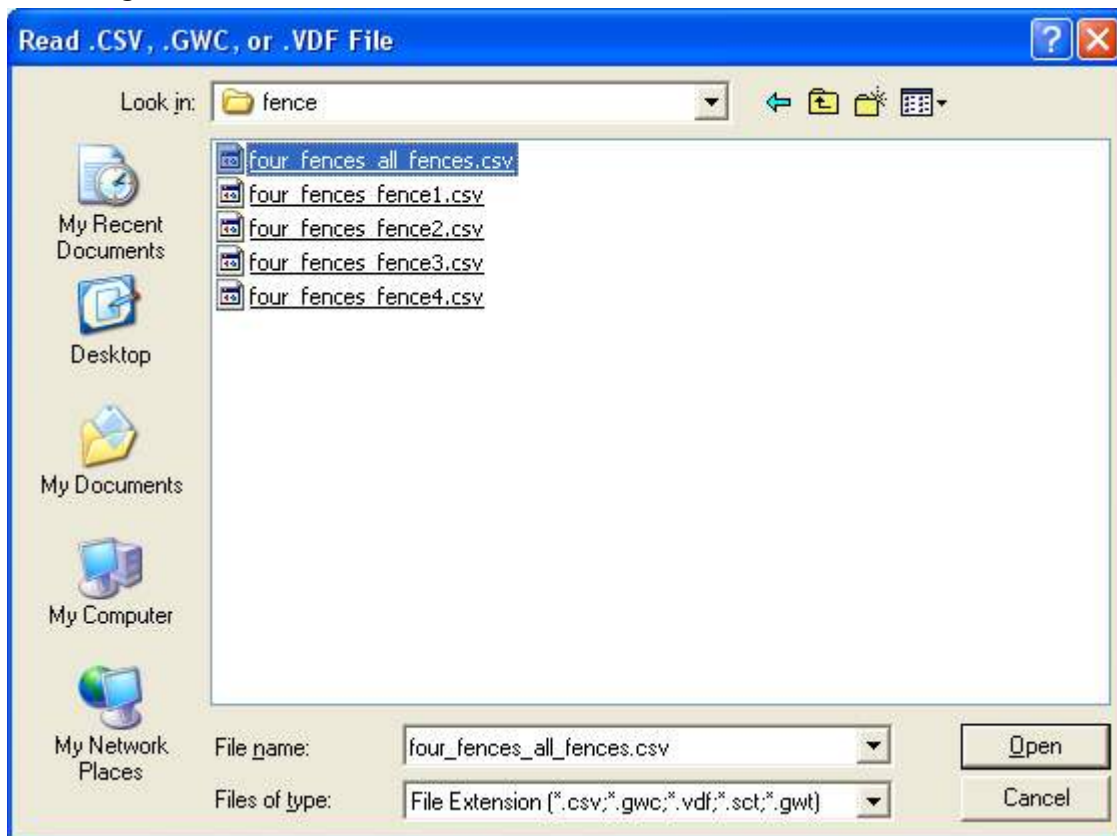 Read .CSV, .GWC, or .VDF File
Look in:
fence
four_fences_all_fences.csv
four_fences_fence1.csv
four_fences_fence2.csv
four_fences_fence3.csv
four_fences_fence4.csv
My Recent
Documents
Desktop
My Documents
My Computer
My Network
Places
File name:
four_fences_all_fences.csv
Open
Files of type:
File Extension (*.csv;*.gwc;*.vdf;*.sct;*.gwt)
Cancel